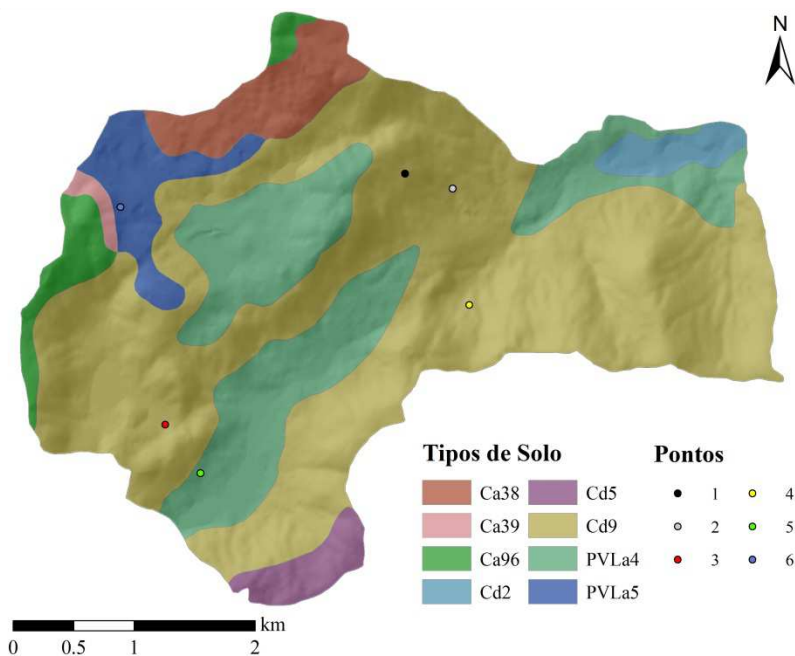 N
Tipos de Solo
Pontos
Ca38 Cd5 1 4
Ca39 Cd9 2 5
Ca96 PVLa4 3 6
Cd2 PVLa5
km
0 0.5 1 2